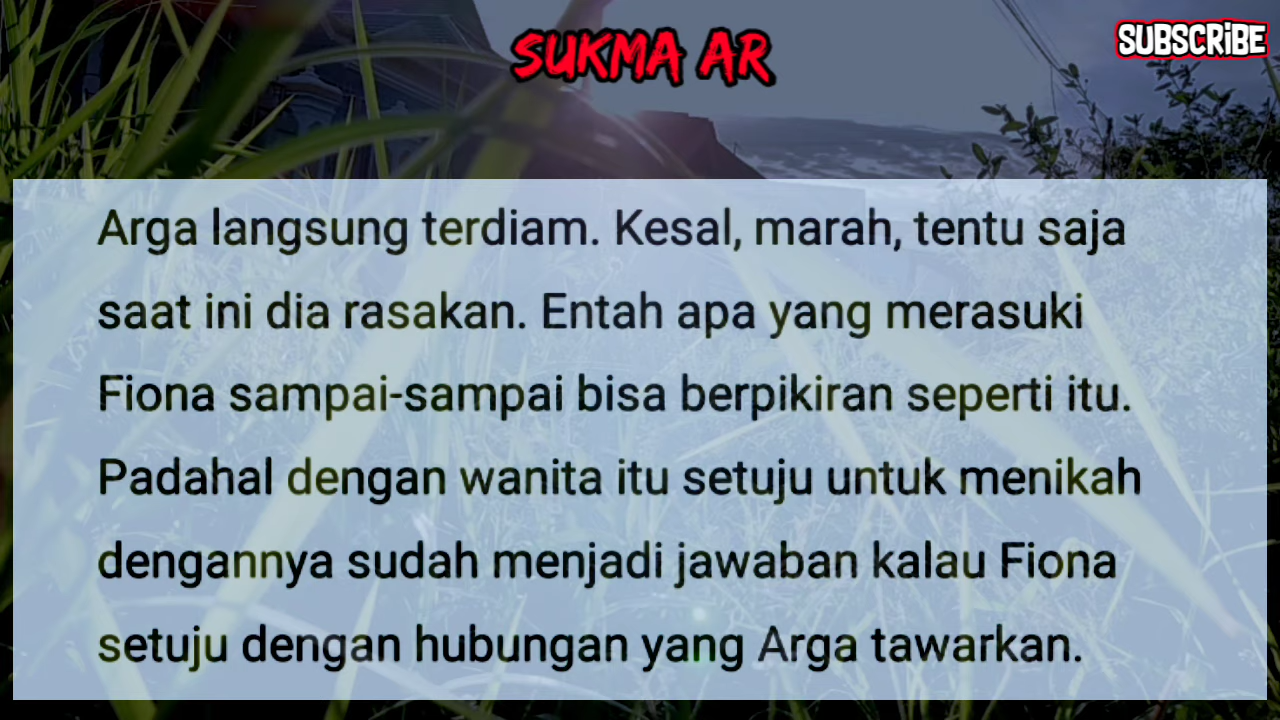 SUKMA AR
SUBSCRIBE
Arga langsung terdiam. Kesal, marah, tentu saja
saat ini dia rasakan. Entah apa yang merasuki
Fiona sampai-sampai bisa berpikiran seperti itu.
Padahal dengan wanita itu setuju untuk menikah
dengannya sudah menjadi jawaban kalau Fiona
setuju dengan hubungan yang Arga tawarkan.